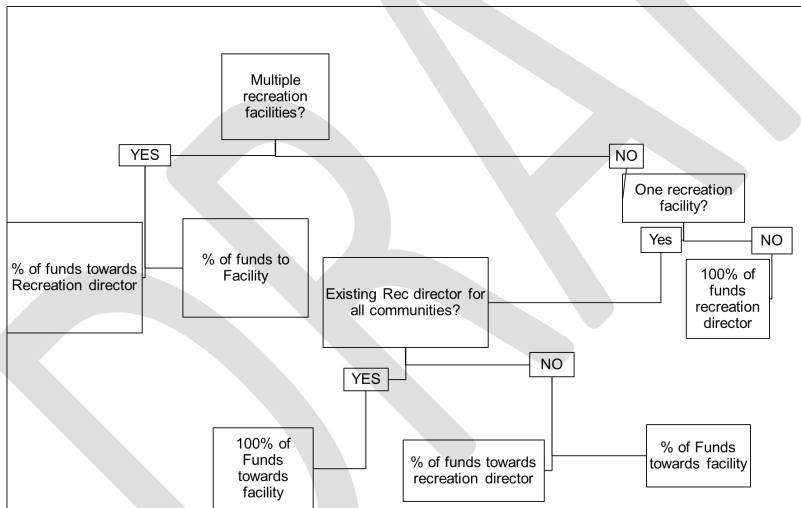 Multiple
recreation
facilities?
YES
NO
One recreation
facility?
Yes
NO
% of funds towards
Recreation director
% of funds to
Facility
Existing Rec director for
all communities?
100% of
funds
recreation
director
YES
NO
100% of
Funds
towards
facility
% of funds towards
recreation director
% of Funds
towards facility
DRAF